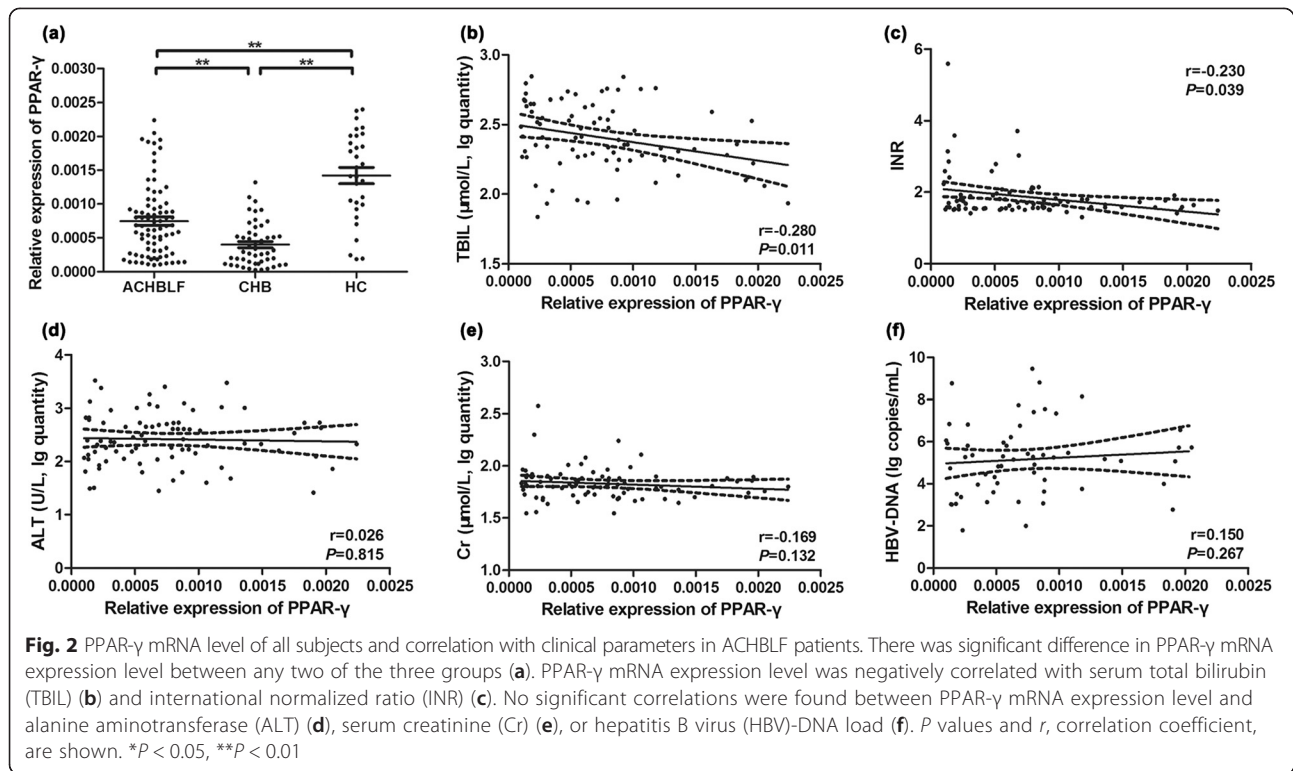 (a)
**
**
**
Relative expression of PPAR-γ
0.0030
0.0025
0.0020
0.0015
0.0010
0.0005
0.0000
ACHBLF CHB HC
(b)
TBIL (μmol/L, lg quantity)
3.0
2.5
2.0
1.5
r=-0.280
P=0.011
0.0000 0.0005 0.0010 0.0015 0.0020 0.0025
Relative expression of PPAR-γ
(c)
INR
6
4
2
0
r=-0.230
P=0.039
0.0000 0.0005 0.0010 0.0015 0.0020 0.0025
Relative expression of PPAR-γ
(d)
ALT (U/L, lg quantity)
4
3
2
1
0
r=0.026
P=0.815
0.0000 0.0005 0.0010 0.0015 0.0020 0.0025
Relative expression of PPAR-γ
(e)
Cr (μmol/L, lg quantity)
3.0
2.5
2.0
1.5
1.0
r=-0.169
P=0.132
0.0000 0.0005 0.0010 0.0015 0.0020 0.0025
Relative expression of PPAR-γ
(f)
HBV-DNA (lg copies/mL)
10
8
6
4
2
0
r=0.150
P=0.267
0.0000 0.0005 0.0010 0.0015 0.0020 0.0025
Relative expression of PPAR-γ
Fig. 2 PPAR-γ mRNA level of all subjects and correlation with clinical parameters in ACHBLF patients. There was significant difference in PPAR-γ mRNA
expression level between any two of the three groups (a). PPAR-γ mRNA expression level was negatively correlated with serum total bilirubin
(TBIL) (b) and international normalized ratio (INR) (c). No significant correlations were found between PPAR-γ mRNA expression level and
alanine aminotransferase (ALT) (d), serum creatinine (Cr) (e), or hepatitis B virus (HBV)-DNA load (f). P values and r, correlation coefficient,
are shown. *P < 0.05, **P < 0.01